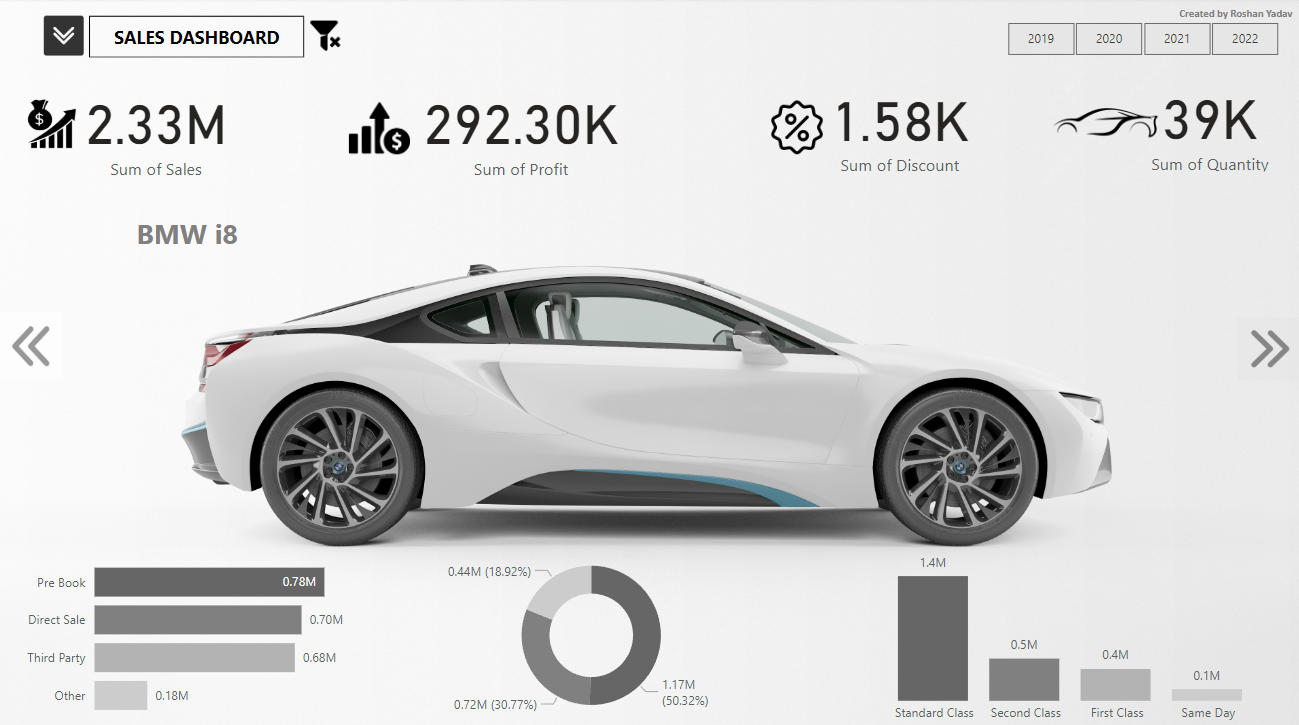 Created by Roshan Yadav
SALES DASHBOARD
2019
2020
2021
2022
2.33M
Sum of Sales
292.30K
Sum of Profit
1.58K
Sum of Discount
39K
Sum of Quantity
BMW i8
Pre Book
0.78M
Direct Sale
0.70M
Third Party
0.68M
Other
0.18M
0.44M (18.92%)
0.72M (30.77%)
1.17M
(50.32%)
1.4M
0.5M
0.4M
0.1M
Standard Class
Second Class
First Class
Same Day